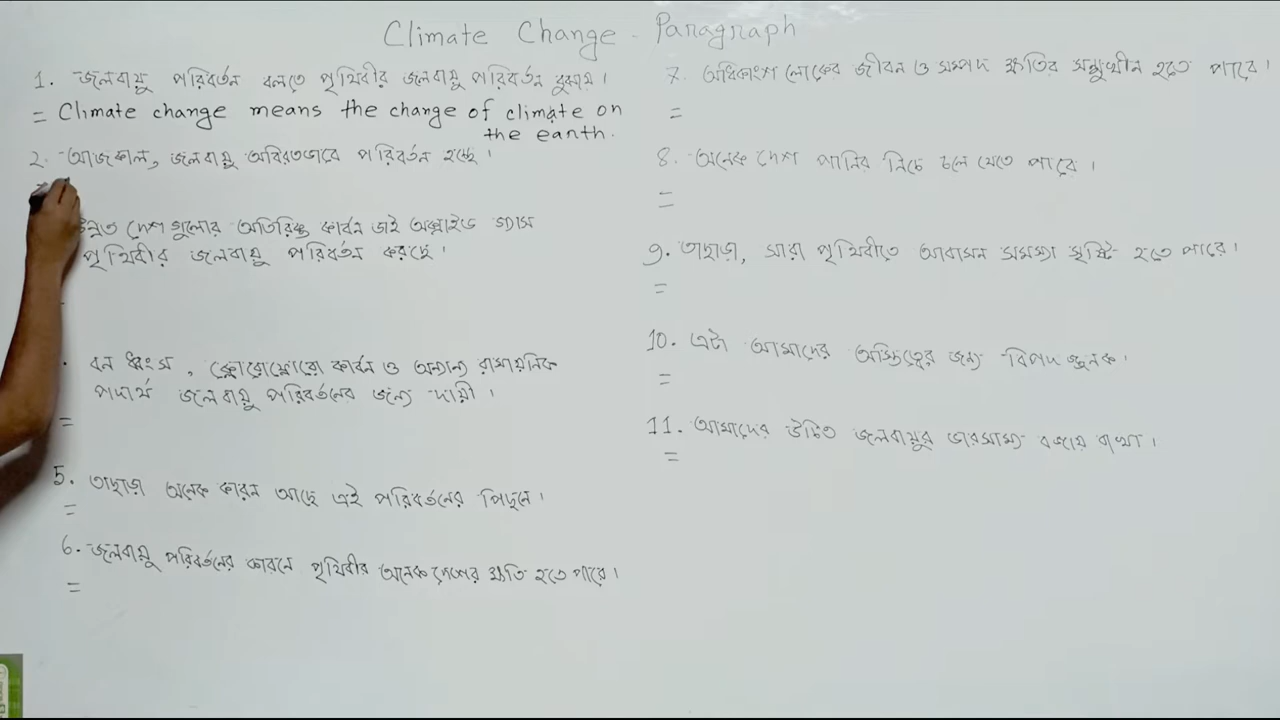 Climate Change - Paragraph
1. জলবায়ু পরিবর্তন বলতে পৃথিবীর জলবায়ু পরিবর্তন বুঝায়।
= Climate change means the change of climate on
the earth.
2. আজকাল, জলবায়ু অবিরতভাবে পরিবর্তন হচ্ছে।
উন্নত দেশ গুলোর অতিরিক্ত কার্বন ডাই অক্সাইড গ্যাস
পৃথিবীর জলবায়ু পরিবর্তন করছে।
বন ধ্বংস, ক্লোরোফ্লোরো কার্বন ও অন্যান্য রাসায়নিক
পদার্থ জলবায়ু পরিবর্তনের জন্য দায়ী।
=
5. তাছাড়া অনেক কারন আছে এই পরিবর্তনের পিছনে।
=
6. জলবায়ু পরিবর্তনের কারনে পৃথিবীর অনেক দেশের ক্ষতি হতে পারে।
=
7. অধিকাংশ লোকের জীবন ও সম্পদ ক্ষতির সম্মুখীন হতে পারে।
=
8. অনেক দেশ পানির নিচে চলে যেতে পারে।
=
9. তাছাড়া, সারা পৃথিবীতে আবাসন সমস্যা সৃষ্টি হতে পারে।
=
10. এটা আমাদের অস্তিত্বের জন্য বিপদ জনক।
=
11. আমাদের উচিত জলবায়ুর ভারসাম্য বজায় রাখা।
=